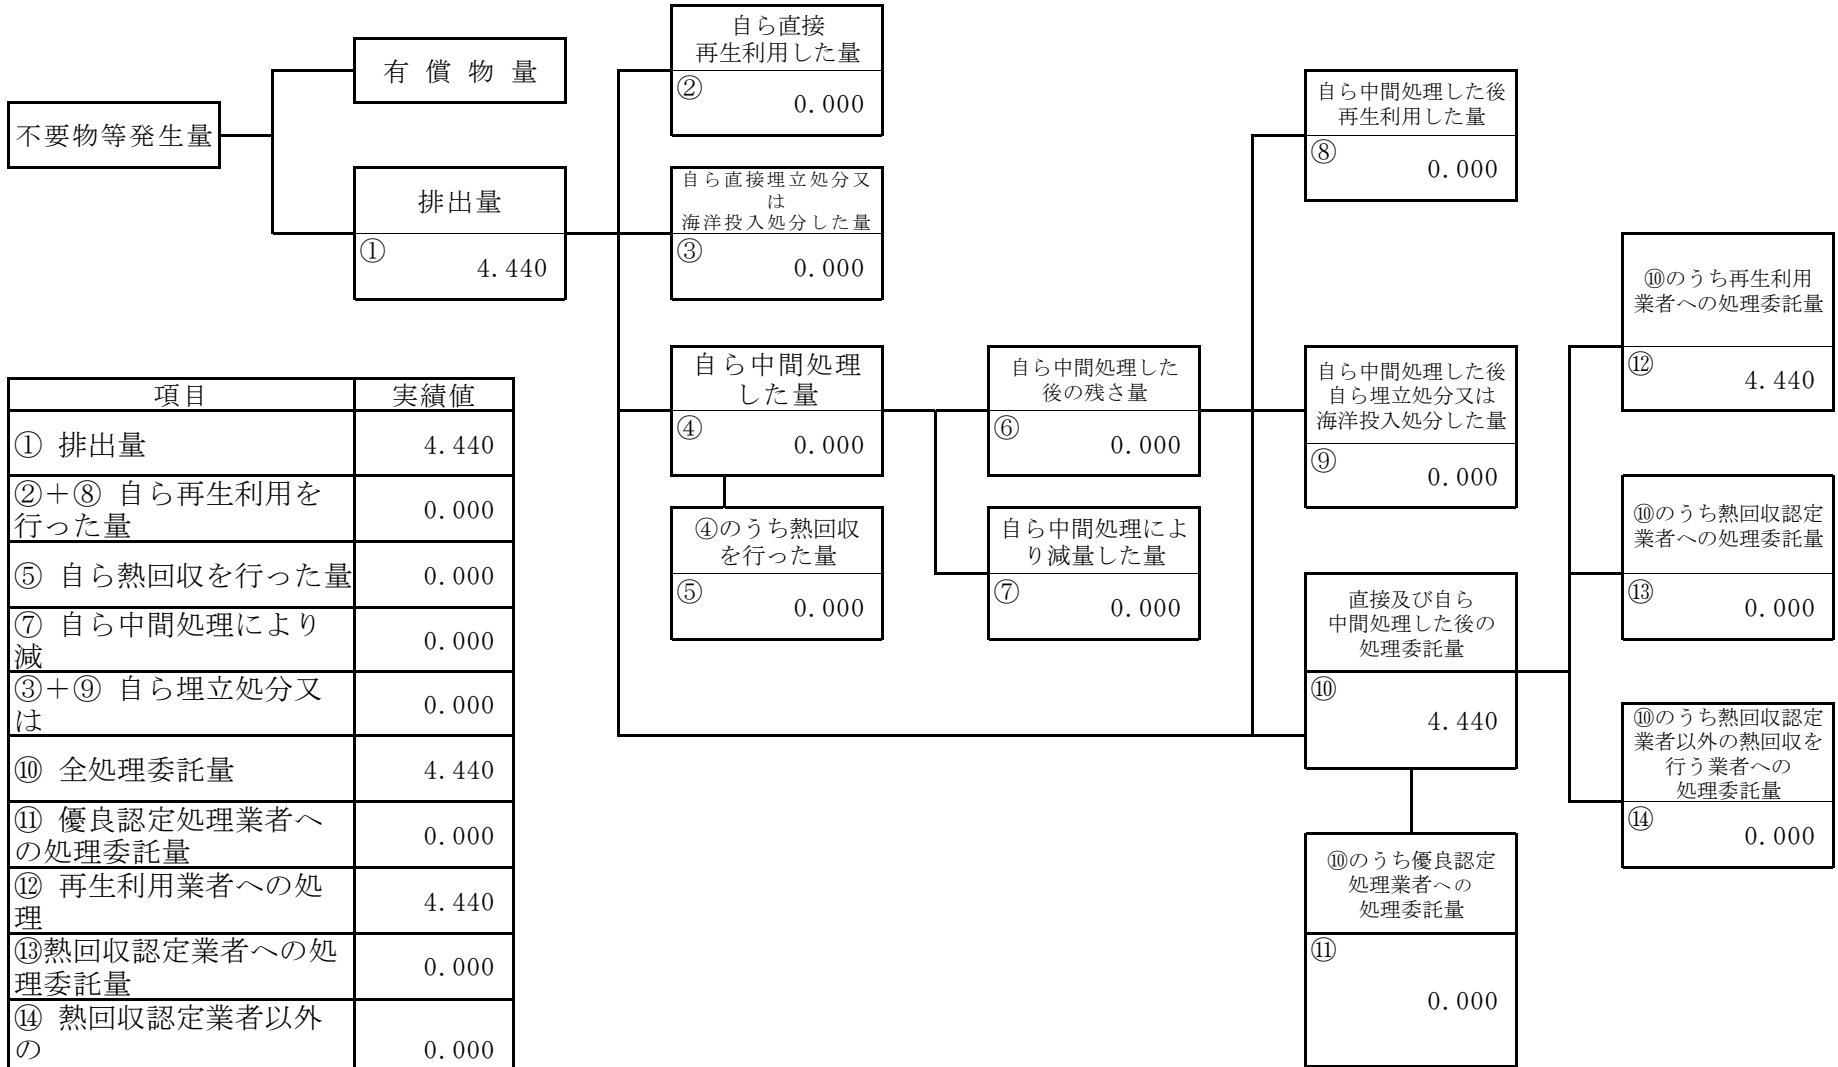 不要物等発生量
有 償 物 量
排出量
①
4.440
自ら直接
再生利用した量
②
0.000
自ら直接埋立処分又
は
海洋投入処分した量
③
0.000
自ら中間処理
した量
④
0.000
④のうち熱回収
を行った量
⑤
0.000
自ら中間処理した
後の残さ量
⑥
0.000
自ら中間処理によ
り減量した量
⑦
0.000
自ら中間処理した後
再生利用した量
⑧
0.000
自ら中間処理した後
自ら埋立処分又は
海洋投入処分した量
⑨
0.000
直接及び自ら
中間処理した後の
処理委託量
⑩
4.440
⑩のうち優良認定
処理業者への
処理委託量
⑪
0.000
⑩のうち再生利用
業者への処理委託量
⑫
4.440
⑩のうち熱回収認定
業者への処理委託量
⑬
0.000
⑩のうち熱回収認定
業者以外の熱回収を
行う業者への
処理委託量
⑭
0.000
項目 実績値
① 排出量 4.440
②+⑧ 自ら再生利用を
行った量 0.000
⑤ 自ら熱回収を行った量 0.000
⑦ 自ら中間処理により
減 0.000
③+⑨ 自ら埋立処分又
は 0.000
⑩ 全処理委託量 4.440
⑪ 優良認定処理業者へ
の処理委託量 0.000
⑫ 再生利用業者への処
理 4.440
⑬熱回収認定業者への処
理委託量 0.000
⑭ 熱回収認定業者以外
の 0.000